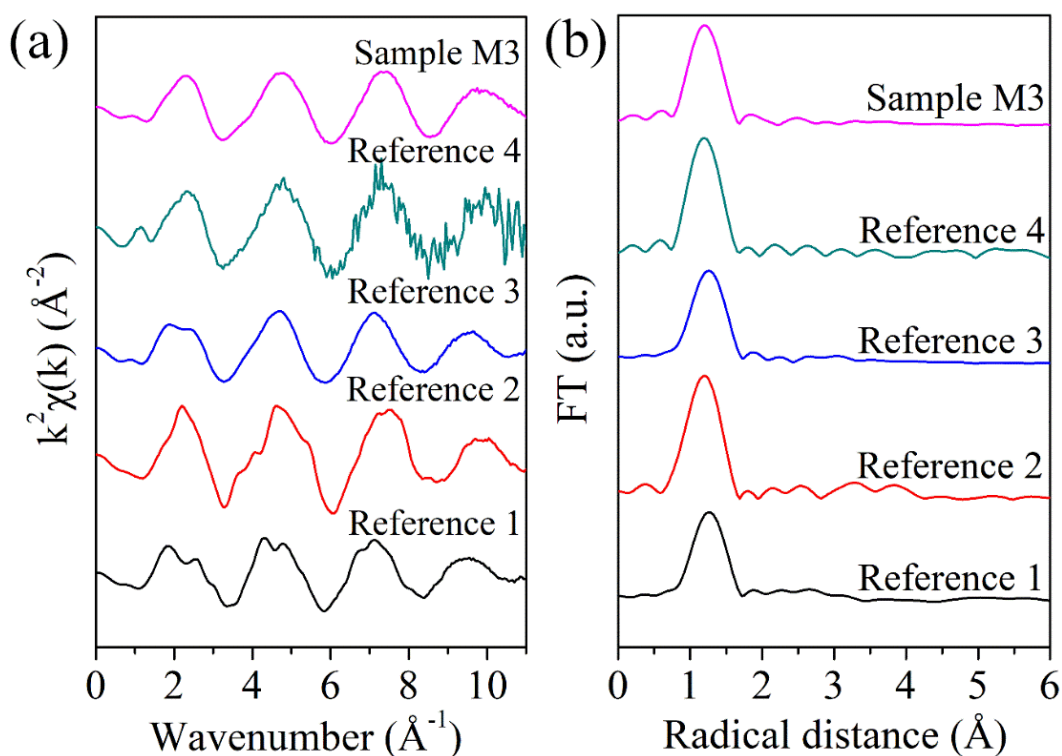 (a)
Sample M3
Reference 4
Reference 3
Reference 2
Reference 1
k²χ(k) (Å⁻²)
0 2 4 6 8 10
Wavenumber (Å⁻¹)
(b)
Sample M3
Reference 4
Reference 3
Reference 2
Reference 1
FT (a.u.)
0 1 2 3 4 5 6
Radical distance (Å)